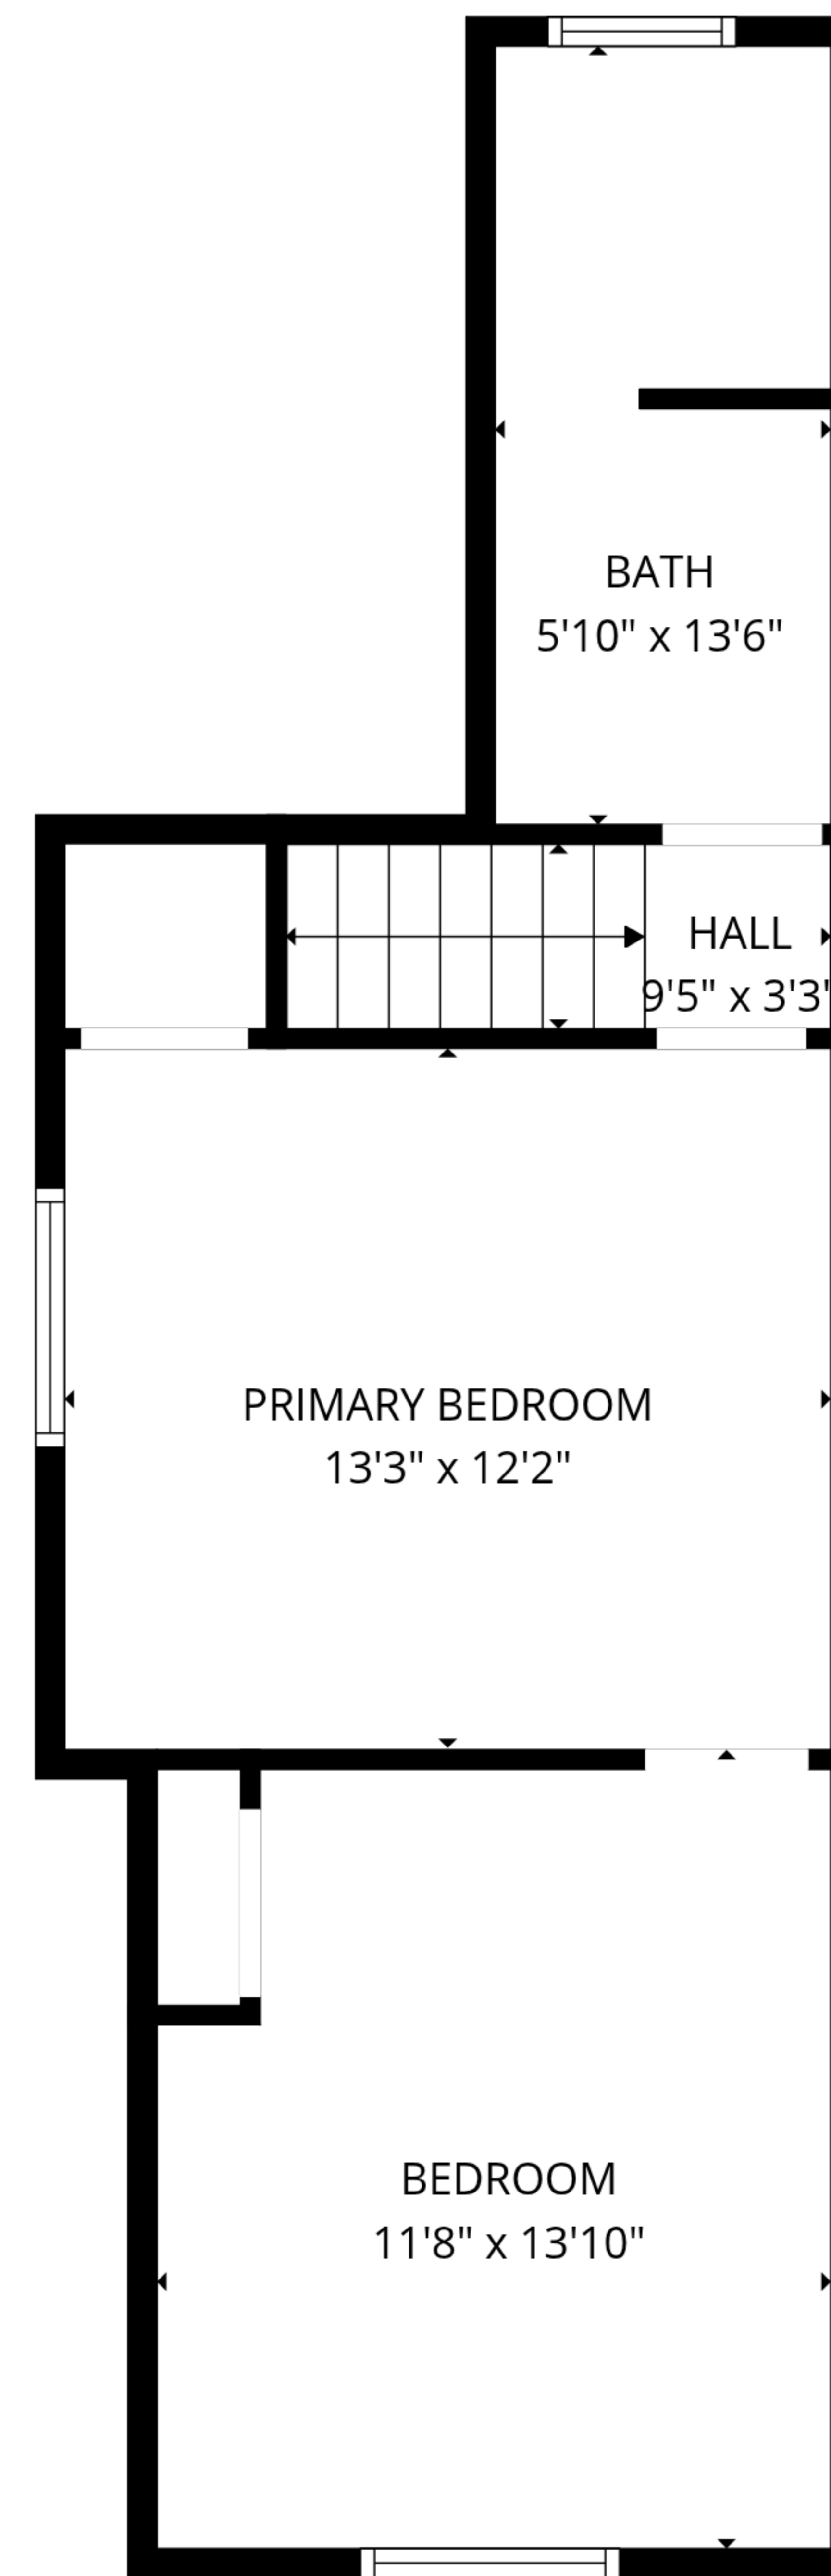 BATH
5'10" x 13'6"
HALL
9'5" x 3'3"
PRIMARY BEDROOM
13'3" x 12'2"
BEDROOM
11'8" x 13'10"